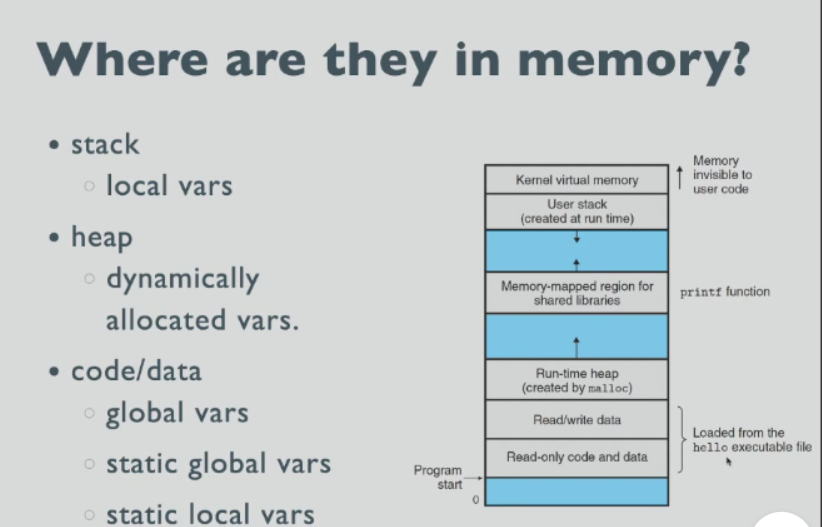 Where are they in memory?
• stack
○ local vars
• heap
○ dynamically
allocated vars.
• code/data
○ global vars
○ static global vars
○ static local vars
Kernel virtual memory
User stack
(created at run time)
Memory-mapped region for
shared libraries
Run-time heap
(created by malloc)
Read/write data
Read-only code and data
Memory
invisible to
user code
printf function
Loaded from the
hello executable file
Program
start
0